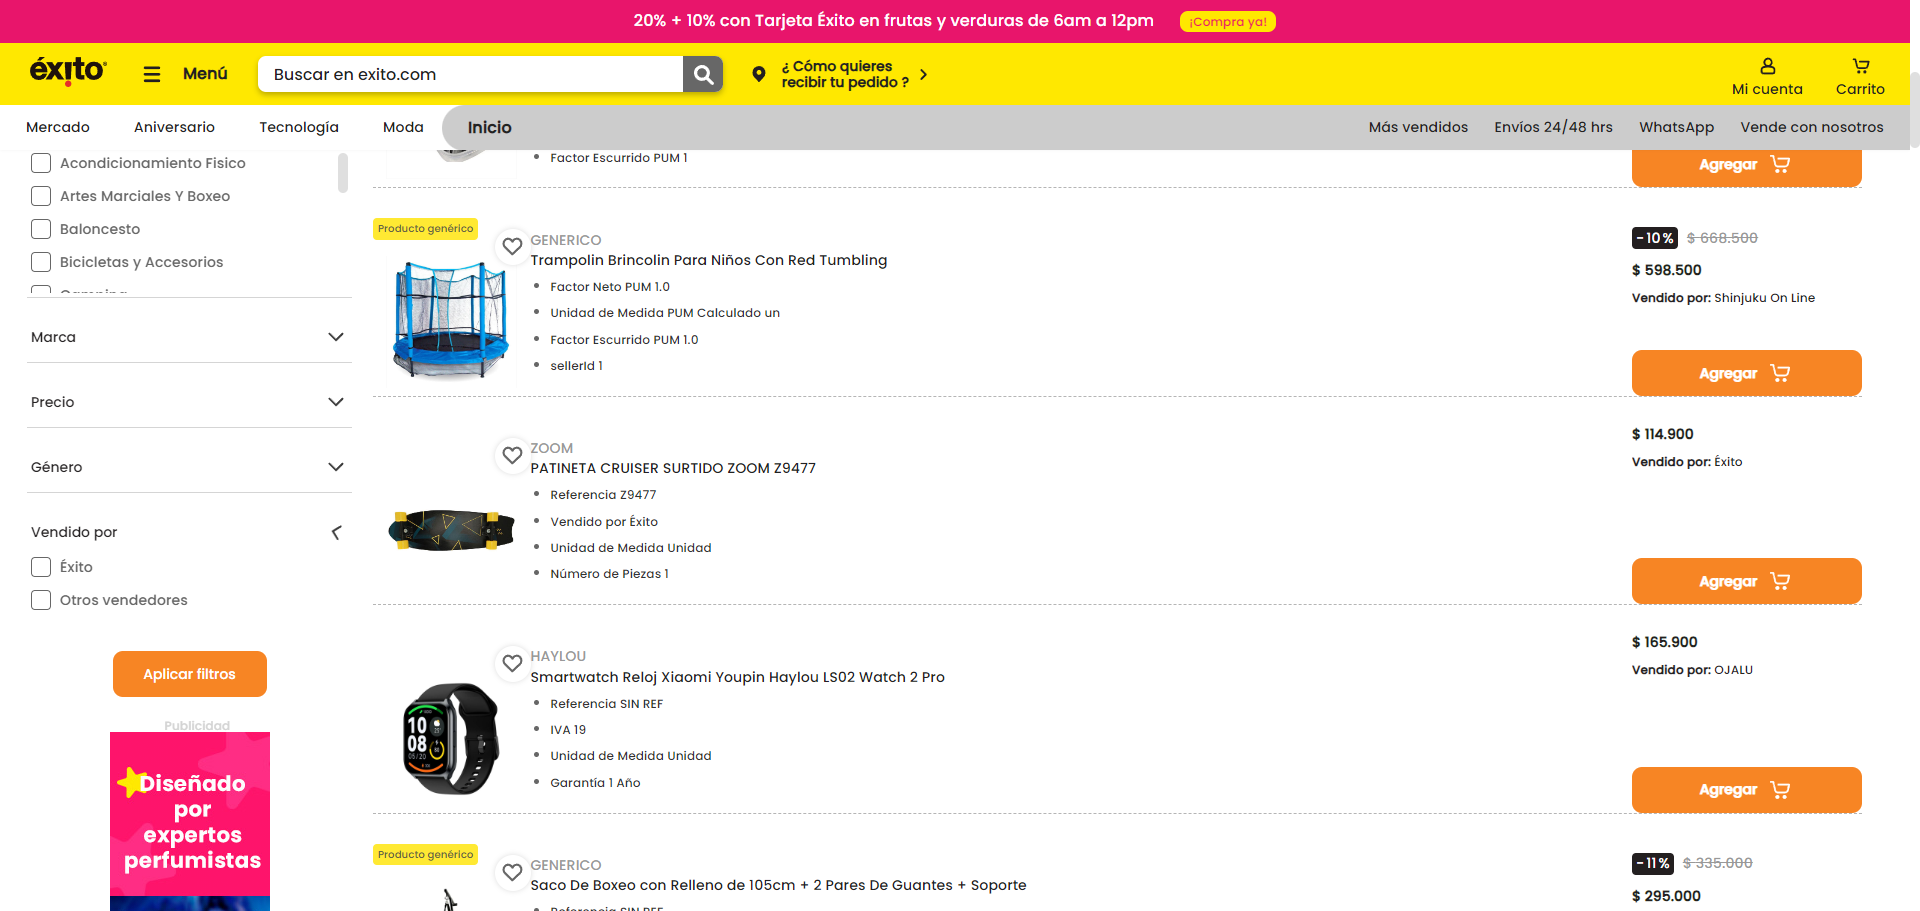 20% + 10% con Tarjeta Éxito en frutas y verduras de 6am a 12pm
¡Compra ya!
éxito
Menú
Buscar en exito.com
¿ Cómo quieres
recibir tu pedido ?
Mi cuenta
Carrito
Mercado
Aniversario
Tecnología
Moda
Inicio
Más vendidos
Envíos 24/48 hrs
WhatsApp
Vende con nosotros
Acondicionamiento Fisico
Artes Marciales Y Boxeo
Baloncesto
Bicicletas y Accesorios
Marca
Precio
Género
Vendido por
Éxito
Otros vendedores
Aplicar filtros
Publicidad
Diseñado
por
expertos
perfumistas
Factor Escurrido PUM 1
Agregar
Producto genérico
GENERICO
Trampolin Brincolin Para Niños Con Red Tumbling
Factor Neto PUM 1.0
Unidad de Medida PUM Calculado un
Factor Escurrido PUM 1.0
sellerId 1
-10% $ 668.500
$ 598.500
Vendido por: Shinjuku On Line
Agregar
ZOOM
PATINETA CRUISER SURTIDO ZOOM Z9477
Referencia Z9477
Vendido por Éxito
Unidad de Medida Unidad
Número de Piezas 1
$ 114.900
Vendido por: Éxito
Agregar
HAYLOU
Smartwatch Reloj Xiaomi Youpin Haylou LS02 Watch 2 Pro
Referencia SIN REF
IVA 19
Unidad de Medida Unidad
Garantía 1 Año
10
08
$ 165.900
Vendido por: OJALU
Agregar
Producto genérico
GENERICO
Saco De Boxeo con Relleno de 105cm + 2 Pares De Guantes + Soporte
Referencia SIN REF
-11% $ 335.000
$ 295.000